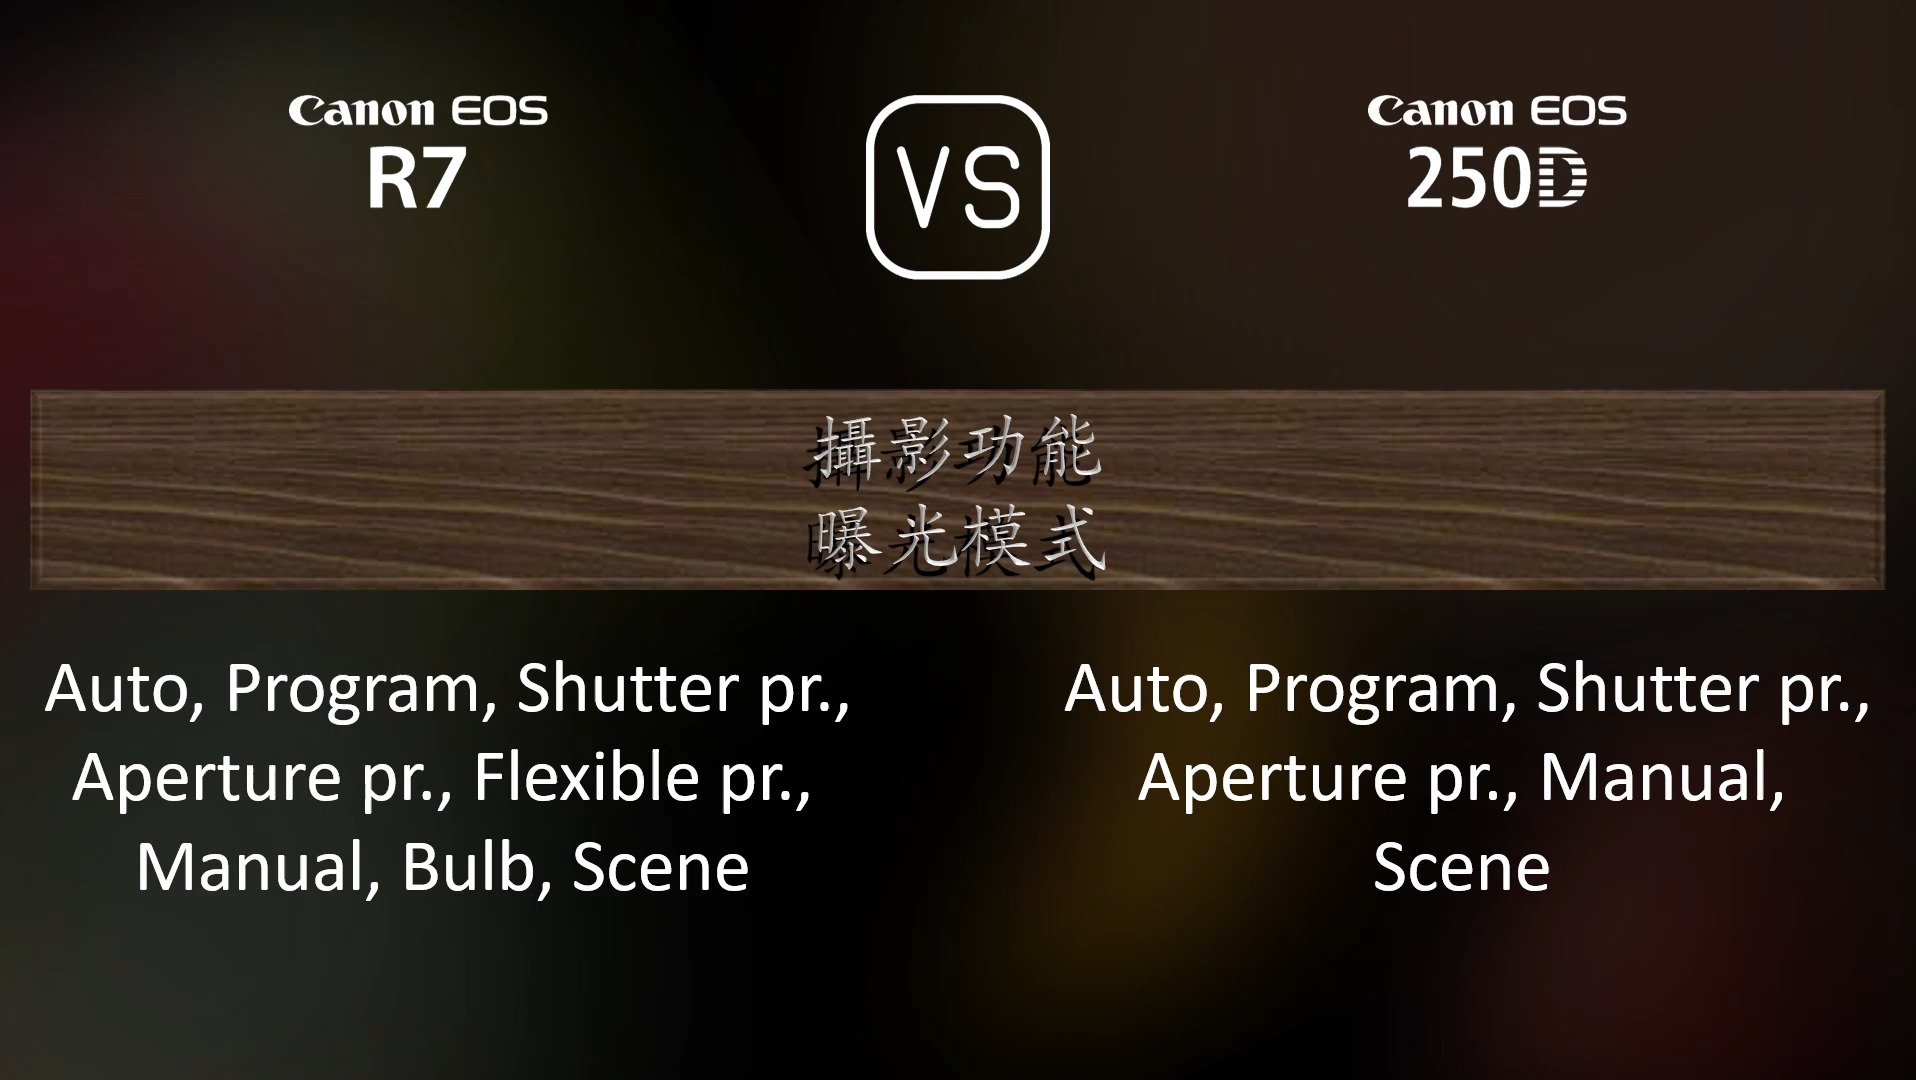 Canon EOS
R7
VS
Canon EOS
250D
攝影功能
曝光模式
Auto, Program, Shutter pr.,
Aperture pr., Flexible pr.,
Manual, Bulb, Scene
Auto, Program, Shutter pr.,
Aperture pr., Manual,
Scene